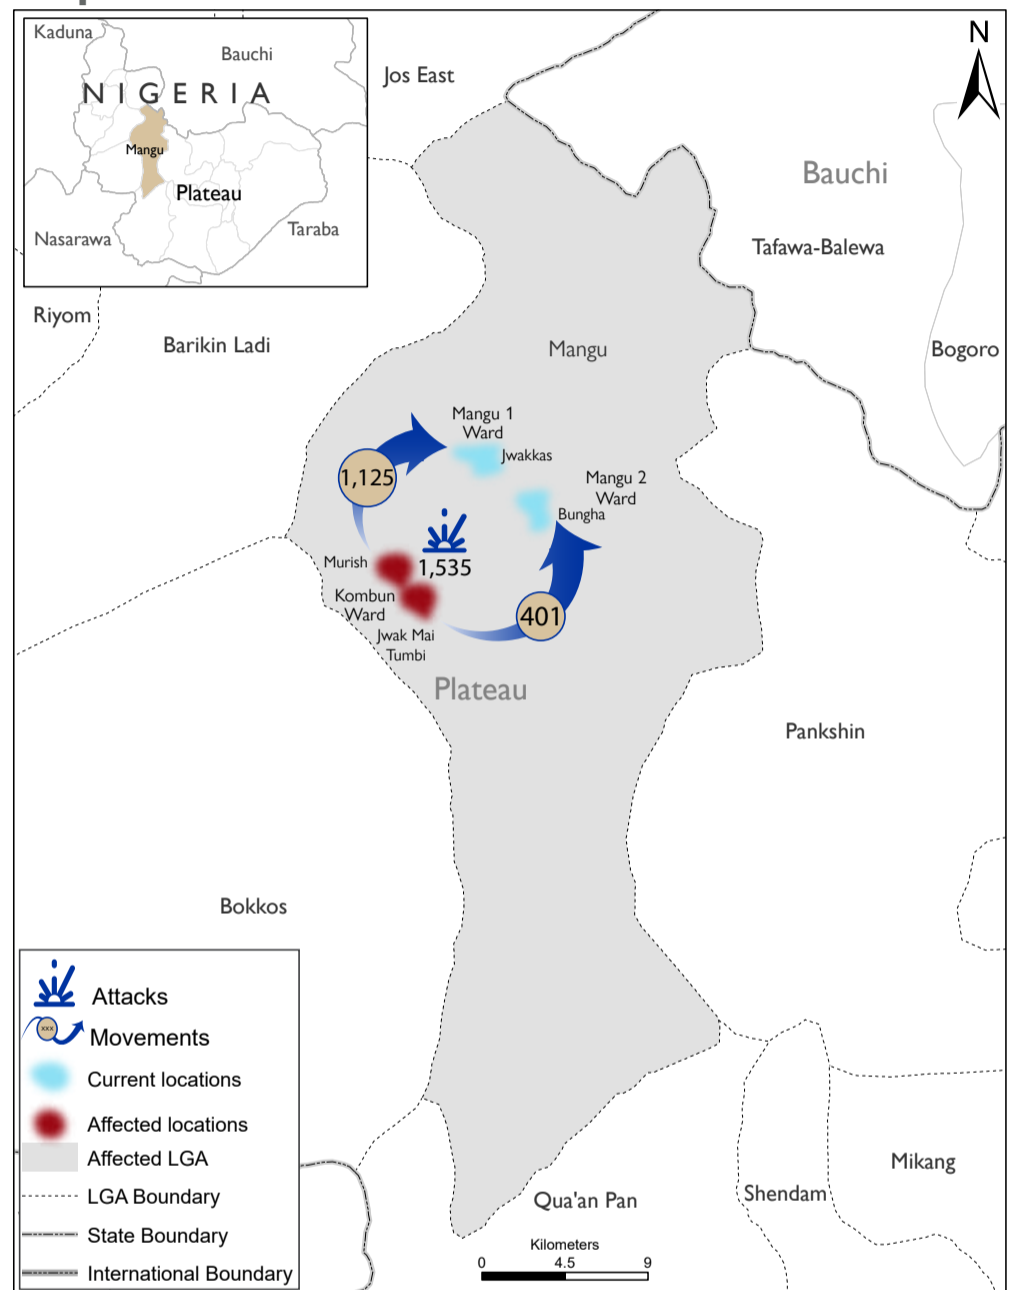 Kaduna
Bauchi
NIGERIA
Mangu
Plateau
Nasarawa
Taraba
N
Jos East
Bauchi
Tafawa-Balewa
Riyom
Barikin Ladi
Mangu
Bogoro
Mangu 1
Ward
Jwakkas
1,125
Mangu 2
Ward
Bungha
Murish
1,535
Kombun
Ward
401
Jwak Mai
Tumbi
Plateau
Pankshin
Bokkos
Attacks
xxx
Movements
Current locations
Affected locations
Affected LGA
LGA Boundary
State Boundary
International Boundary
Mikang
Shendam
Qua'an Pan
Kilometers
0 4.5 9